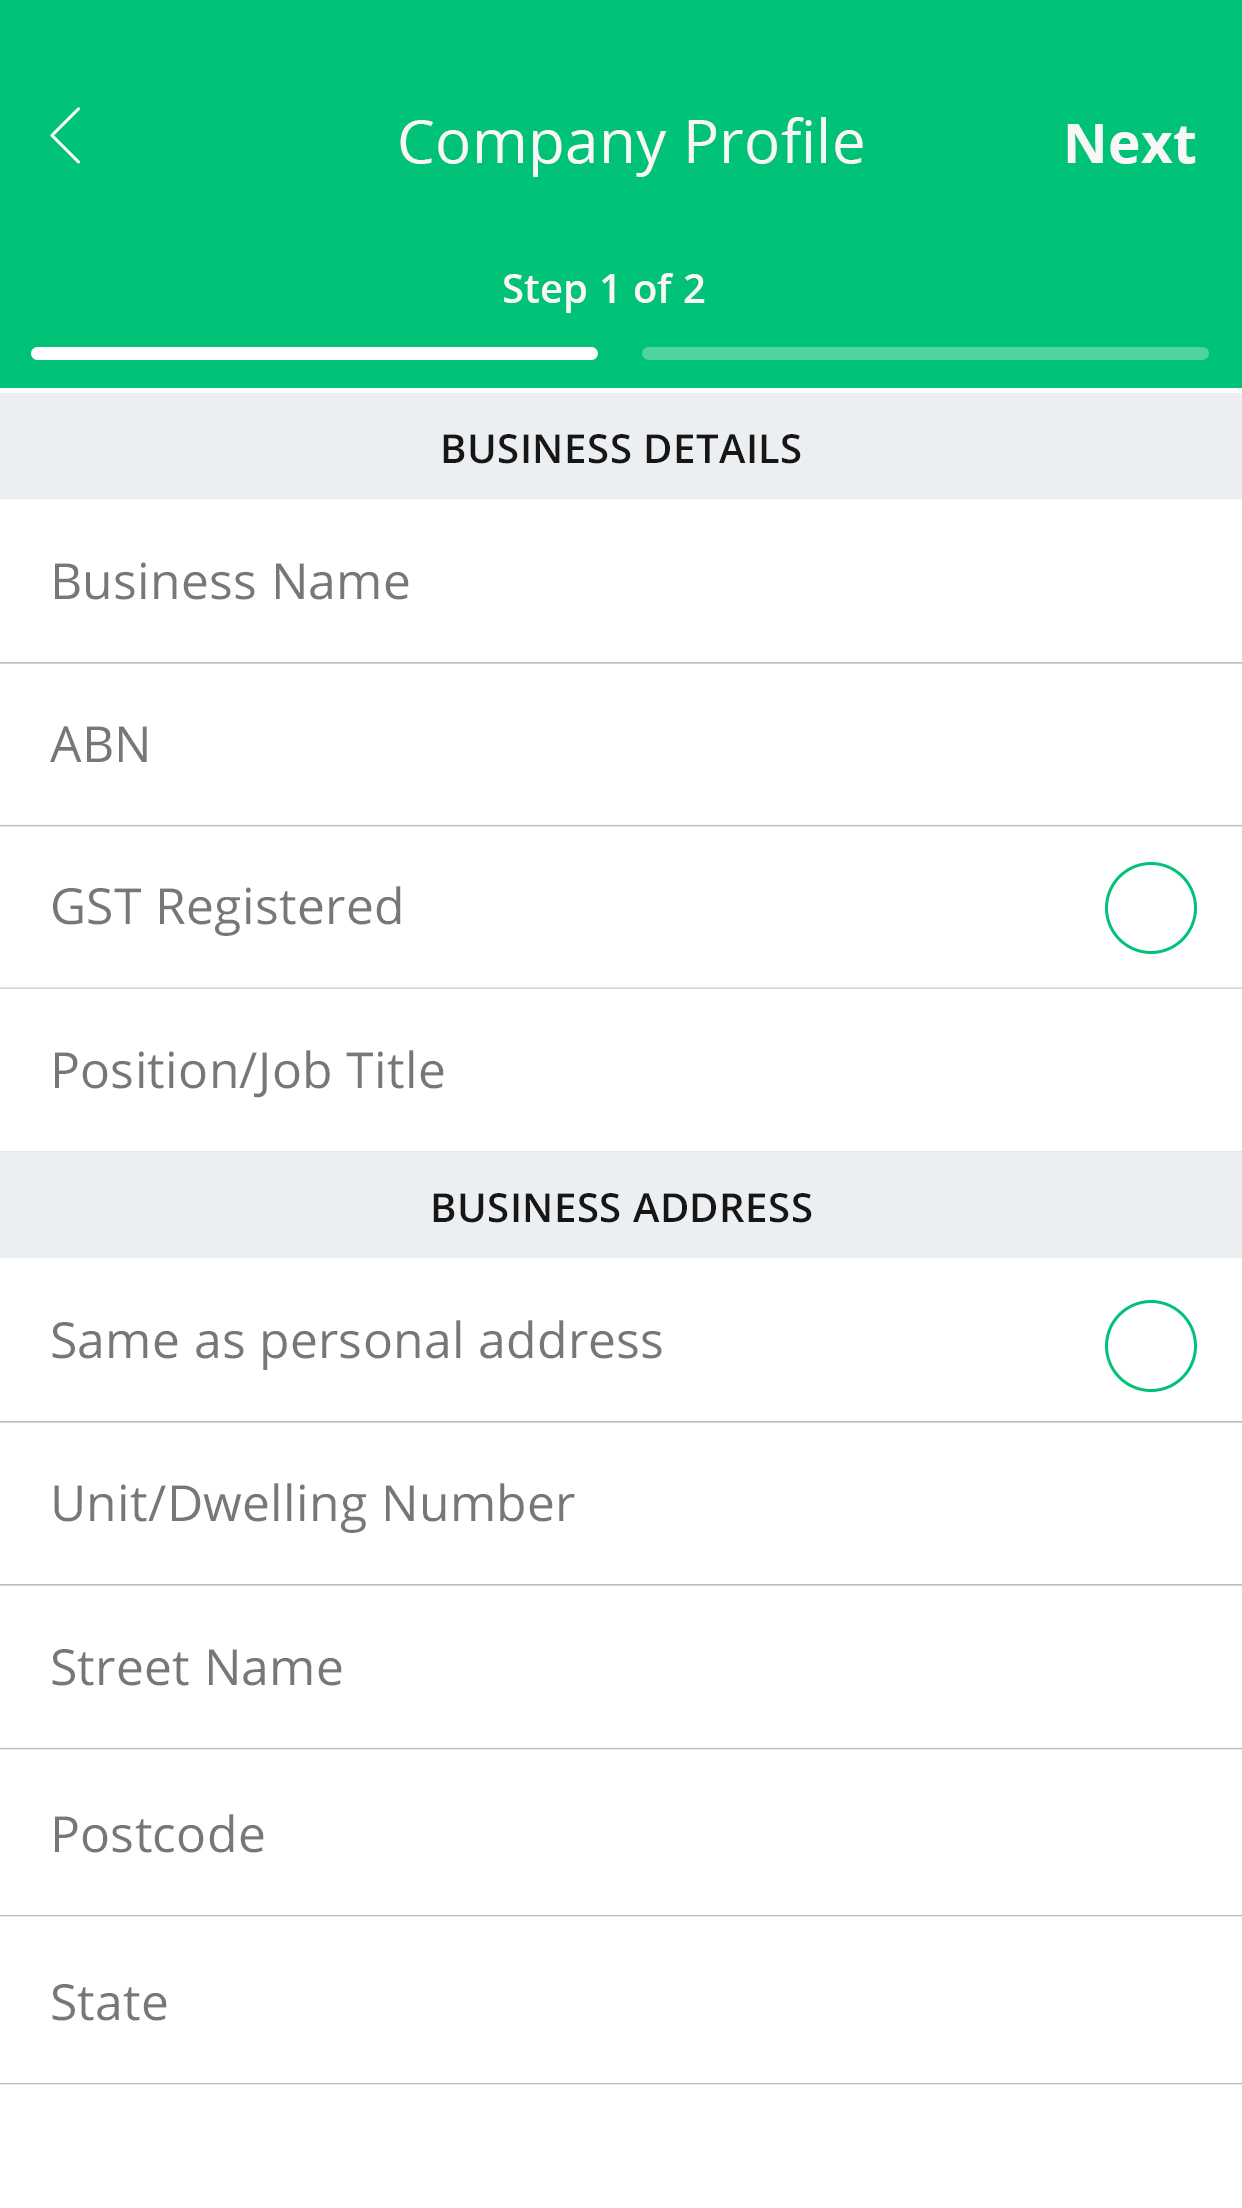 Company Profile
Next
Step 1 of 2
BUSINESS DETAILS
Business Name
ABN
GST Registered
Position/Job Title
BUSINESS ADDRESS
Same as personal address
Unit/Dwelling Number
Street Name
Postcode
State